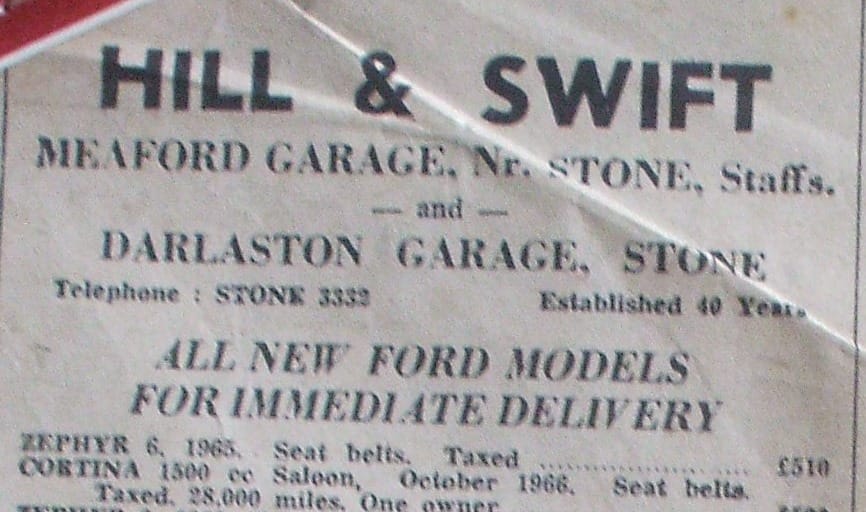 HILL & SWIFT
MEAFORD GARAGE, Nr. STONE, Staffs.
— and —
DARLASTON GARAGE, STONE
Telephone : STONE 3332 Established 40 Years.
ALL NEW FORD MODELS
FOR IMMEDIATE DELIVERY
ZEPHYR 6, 1965. Seat belts. Taxed .......................... £510
CORTINA 1500 cc Saloon, October 1966. Seat belts.
Taxed. 28,000 miles. One owner